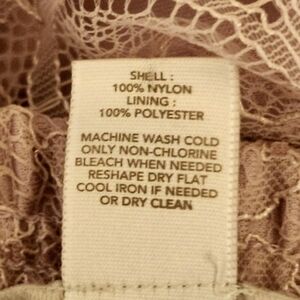 SHELL :
100% NYLON
LINING :
100% POLYESTER
MACHINE WASH COLD
ONLY NON-CHLORINE
BLEACH WHEN NEEDED
RESHAPE DRY FLAT
COOL IRON IF NEEDED
OR DRY CLEAN